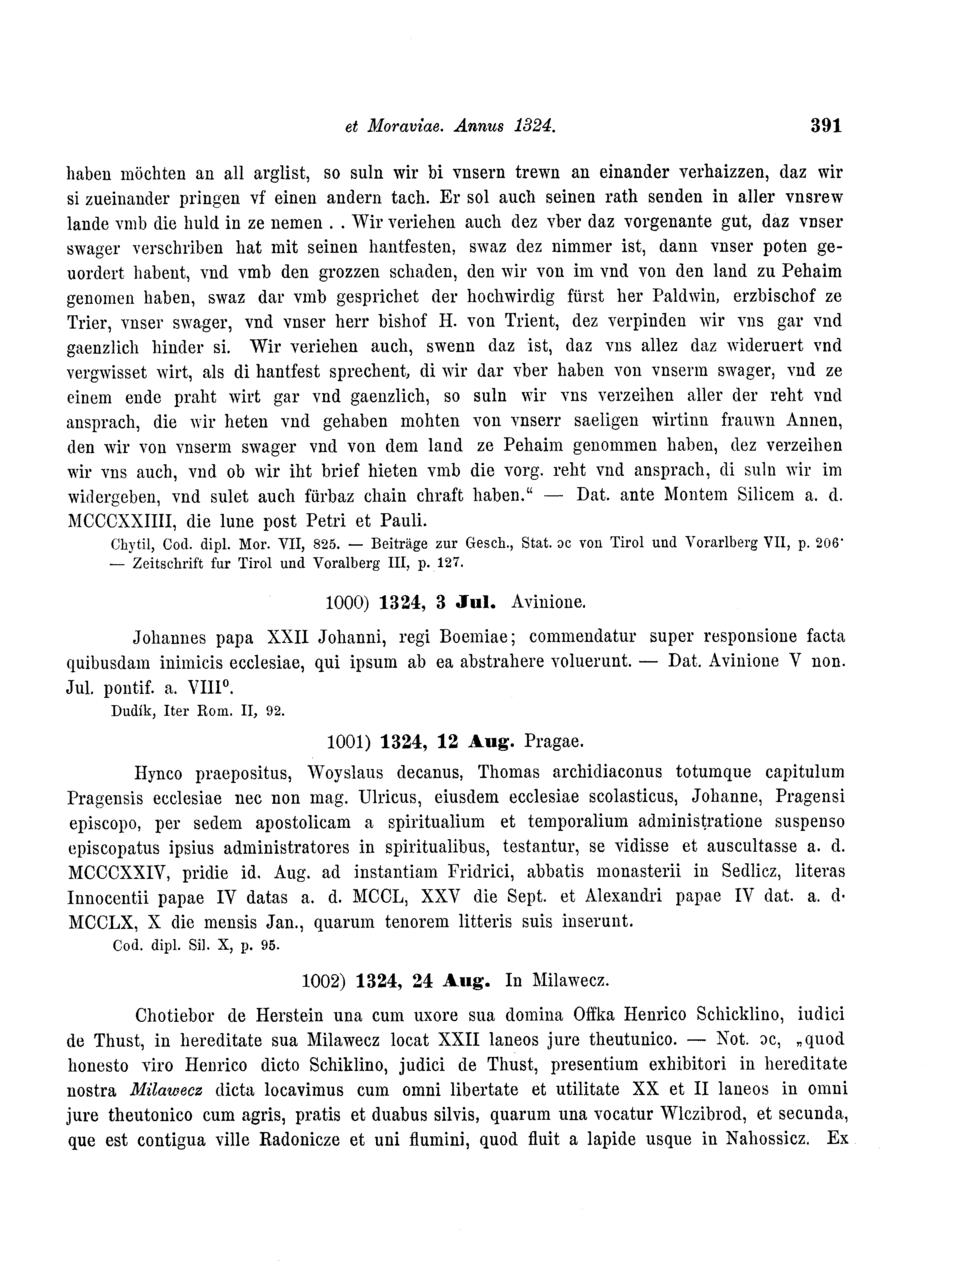 et Moraviae. Annus 1324. 391
haben möchten an all arglist, so suln wir bi vnsern trewn an einander verhaizzen, daz wir
si zueinander pringen vf einen andern tach. Er sol auch seinen rath senden in aller vnsrew
lande vmb die huld in ze nemen . . Wir veriehen auch dez vber daz vorgenante gut, daz vnser
swager verschriben hat mit seinen hantfesten, swaz dez nimmer ist, dann vnser poten ge-
uordert habent, vnd vmb den grozzen schaden, den wir von im vnd von den land zu Pehaim
genomen haben, swaz dar vmb gesprichet der hochwirdig fürst her Paldwin, erzbischof ze
Trier, vnser swager, vnd vnser herr bishof H. von Trient, dez verpinden wir vns gar vnd
gaenzlich hinder si. Wir veriehen auch, swenn daz ist, daz vns allez daz wideruert vnd
vergwisset wirt, als di hantfest sprechent, di wir dar vber haben von vnserm swager, vnd ze
einem ende praht wirt gar vnd gaenzlich, so suln wir vns verzeihen aller der reht vnd
ansprach, die wir heten vnd gehaben mohten von vnserr saeligen wirtinn frauwn Annen,
den wir von vnserm swager vnd von dem land ze Pehaim genommen haben, dez verzeihen
wir vns auch, vnd ob wir iht brief hieten vmb die vorg. reht vnd ansprach, di suln wir im
widergeben, vnd sulet auch fürbaz chain chraft haben.“ — Dat. ante Montem Silicem a. d.
MCCCXXIIII, die lune post Petri et Pauli.
Chytil, Cod. dipl. Mor. VII, 825. — Beiträge zur Gesch., Stat. ɔc von Tirol und Vorarlberg VII, p. 206·
— Zeitschrift fur Tirol und Voralberg III, p. 127.
1000) 1324, 3 Jul. Avinione.
Johannes papa XXII Johanni, regi Boemiae; commendatur super responsione facta
quibusdam inimicis ecclesiae, qui ipsum ab ea abstrahere voluerunt. — Dat. Avinione V non.
Jul. pontif. a. VIII⁰.
Dudík, Iter Rom. II, 92.
1001) 1324, 12 Aug. Pragae.
Hynco praepositus, Woyslaus decanus, Thomas archidiaconus totumque capitulum
Pragensis ecclesiae nec non mag. Ulricus, eiusdem ecclesiae scolasticus, Johanne, Pragensi
episcopo, per sedem apostolicam a spiritualium et temporalium administratione suspenso
episcopatus ipsius administratores in spiritualibus, testantur, se vidisse et auscultasse a. d.
MCCCXXIV, pridie id. Aug. ad instantiam Fridrici, abbatis monasterii in Sedlicz, literas
Innocentii papae IV datas a. d. MCCL, XXV die Sept. et Alexandri papae IV dat. a. d·
MCCLX, X die mensis Jan., quarum tenorem litteris suis inserunt.
Cod. dipl. Sil. X, p. 95.
1002) 1324, 24 Aug. In Milawecz.
Chotiebor de Herstein una cum uxore sua domina Offka Henrico Schicklino, iudici
de Thust, in hereditate sua Milawecz locat XXII laneos jure theutunico. — Not. ɔc, „quod
honesto viro Henrico dicto Schiklino, judici de Thust, presentium exhibitori in hereditate
nostra Milawecz dicta locavimus cum omni libertate et utilitate XX et II laneos in omni
jure theutonico cum agris, pratis et duabus silvis, quarum una vocatur Wlczibrod, et secunda,
que est contigua ville Radonicze et uni flumini, quod fluit a lapide usque in Nahossicz. Ex